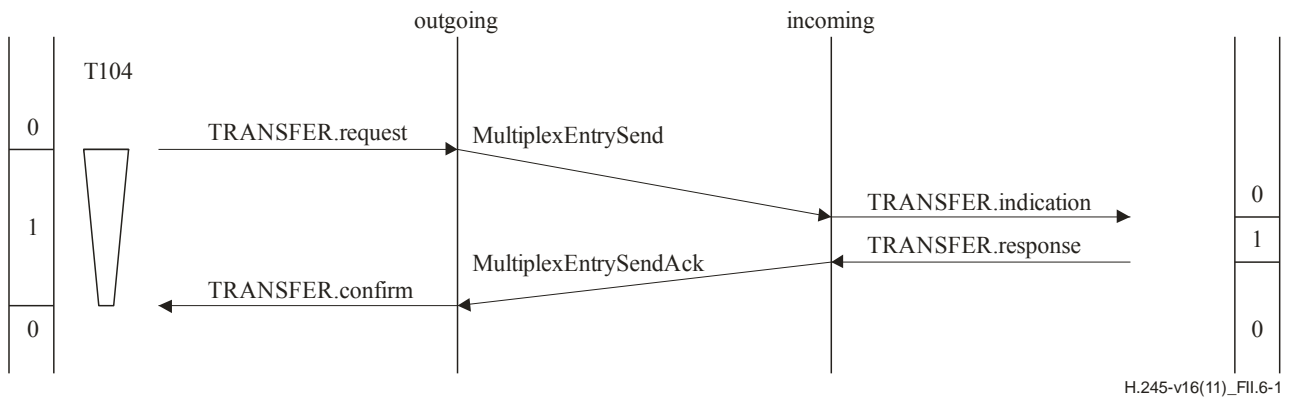 outgoing incoming
T104
0 TRANSFER.request MultiplexEntrySend
0
TRANSFER.indication
1 1
TRANSFER.response
MultiplexEntrySendAck
TRANSFER.confirm
0 0
H.245-v16(11)_FII.6-1